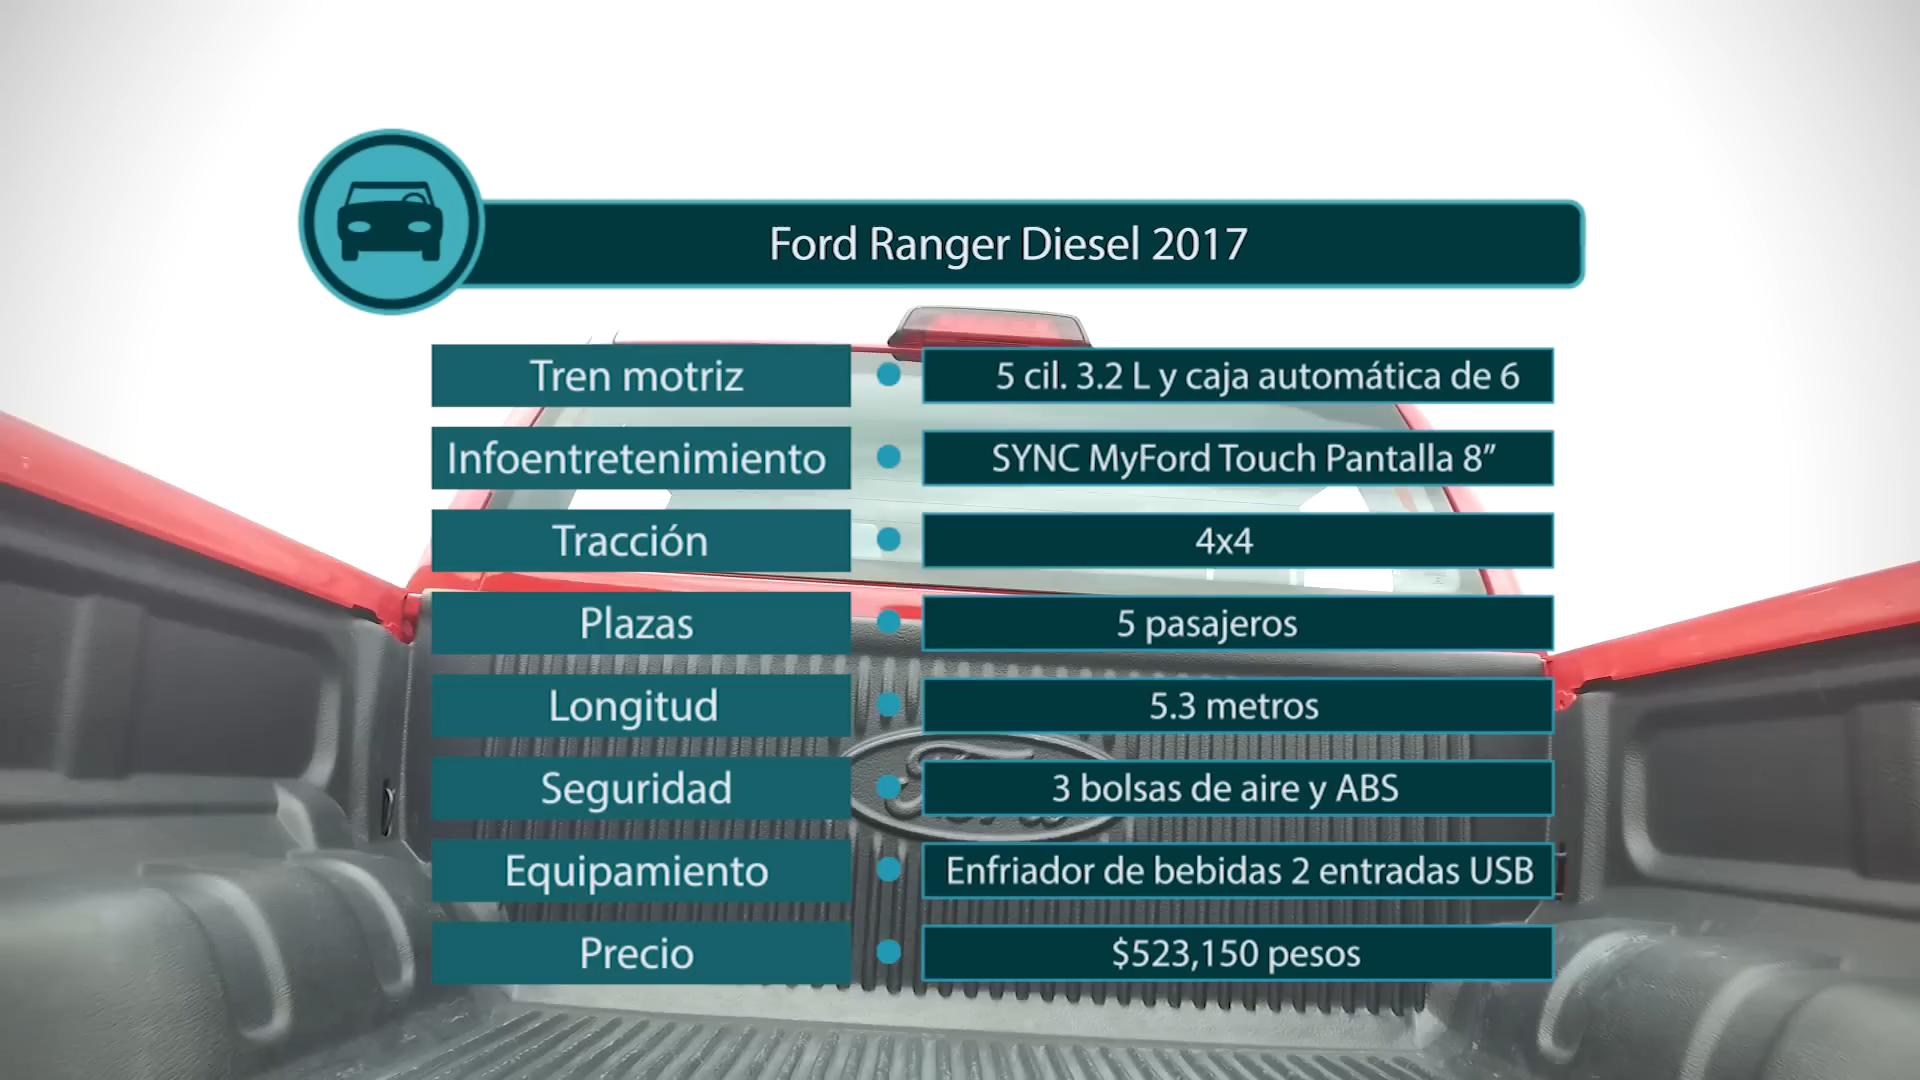 Ford Ranger Diesel 2017
Tren motriz 5 cil. 3.2 L y caja automática de 6
Infoentretenimiento SYNC MyFord Touch Pantalla 8”
Tracción 4x4
Plazas 5 pasajeros
Longitud 5.3 metros
Seguridad 3 bolsas de aire y ABS
Ford
Equipamiento Enfriador de bebidas 2 entradas USB
Precio $523,150 pesos